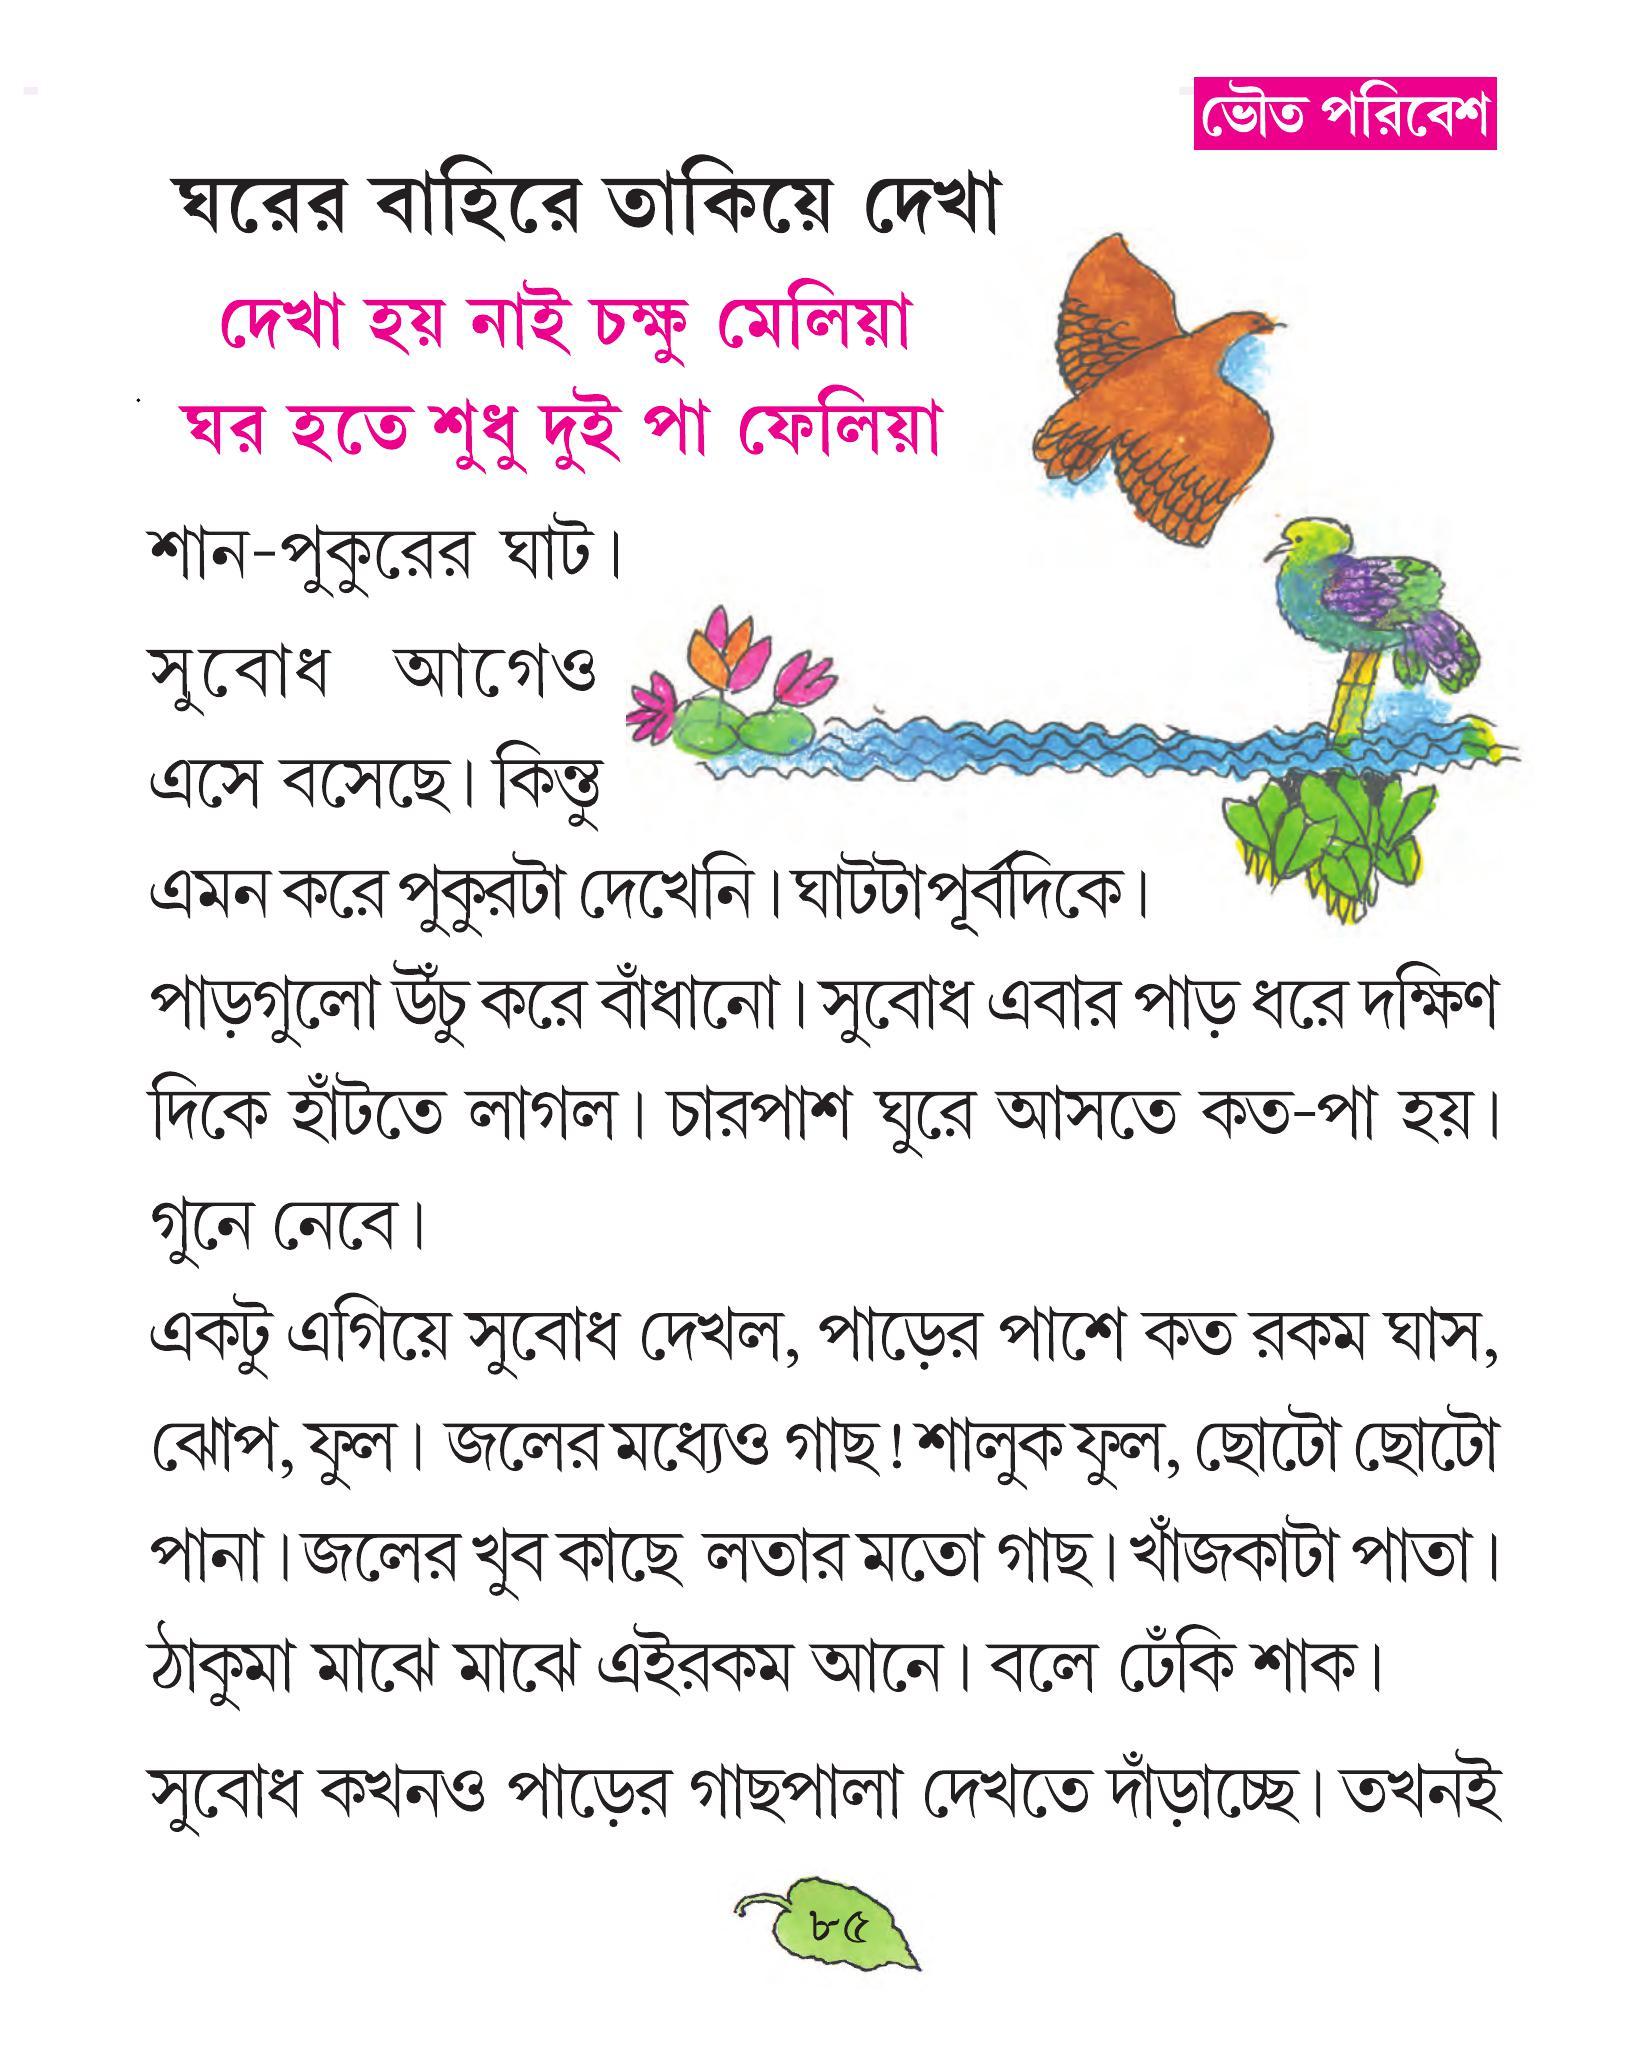 ভৌত পরিবেশ
ঘরের বাহিরে তাকিয়ে দেখা
দেখা হয় নাই চক্ষু মেলিয়া
ঘর হতে শুধু দুই পা ফেলিয়া
শান-পুকুরের ঘাট।
সুবোধ আগেও
এসে বসেছে। কিন্তু
এমন করে পুকুরটা দেখেনি। ঘাটটাপূর্বদিকে।
পাড়গুলো উঁচু করে বাঁধানো। সুবোধ এবার পাড় ধরে দক্ষিণ
দিকে হাঁটতে লাগল। চারপাশ ঘুরে আসতে কত-পা হয়।
গুনে নেবে।
একটু এগিয়ে সুবোধ দেখল, পাড়ের পাশে কত রকম ঘাস,
ঝোপ, ফুল। জলের মধ্যেও গাছ! শালুক ফুল, ছোটো ছোটো
পানা। জলের খুব কাছে লতার মতো গাছ। খাঁজকাটা পাতা।
ঠাকুমা মাঝে মাঝে এইরকম আনে। বলে ঢেঁকি শাক।
সুবোধ কখনও পাড়ের গাছপালা দেখতে দাঁড়াচ্ছে। তখনই
৮৫